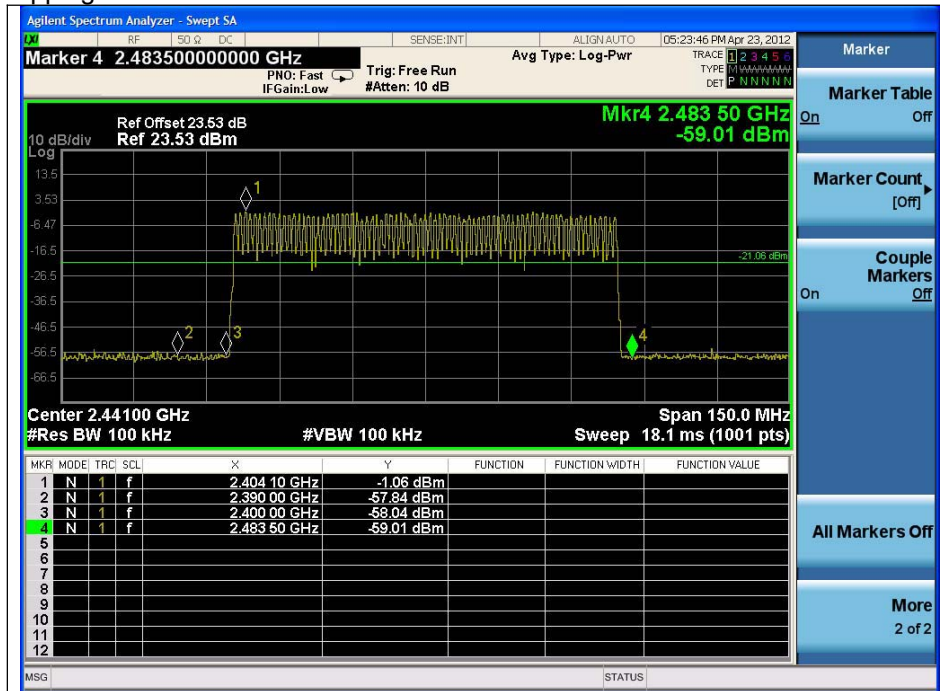 Agilent Spectrum Analyzer - Swept SA
LXI RF 50 Ω DC SENSE:INT ALIGN AUTO 05:23:46 PM Apr 23, 2012
Marker 4 2.483500000000 GHz
PNO: Fast
IFGain:Low
Trig: Free Run
#Atten: 10 dB
Avg Type: Log-Pwr
TRACE 1 2 3 4 5 6
TYPE M W W W W W
DET P N N N N N
Mkr4 2.483 50 GHz
-59.01 dBm
Ref Offset 23.53 dB
10 dB/div Ref 23.53 dBm
Log
13.5
3.53
-6.47
-16.5
-26.5
-36.5
-46.5
-56.5
-66.5
1
2
3
4
-21.06 dBm
Center 2.44100 GHz Span 150.0 MHz
#Res BW 100 kHz #VBW 100 kHz Sweep 18.1 ms (1001 pts)
MKR MODE TRC SCL X Y FUNCTION FUNCTION WIDTH FUNCTION VALUE
1 N 1 f 2.404 10 GHz -1.06 dBm
2 N 1 f 2.390 00 GHz -57.84 dBm
3 N 1 f 2.400 00 GHz -58.04 dBm
4 N 1 f 2.483 50 GHz -59.01 dBm
5
6
7
8
9
10
11
12
MSG STATUS
Marker
Marker Table
On Off
Marker Count
[Off]
Couple
Markers
On Off
All Markers Off
More
2 of 2